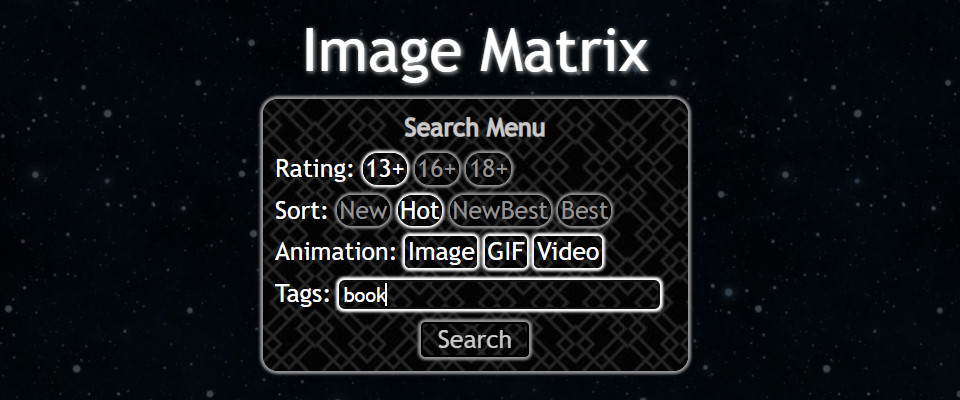 Image Matrix
Search Menu
Rating: 13+ 16+ 18+
Sort: New Hot NewBest Best
Animation: Image GIF Video
Tags: book
Search